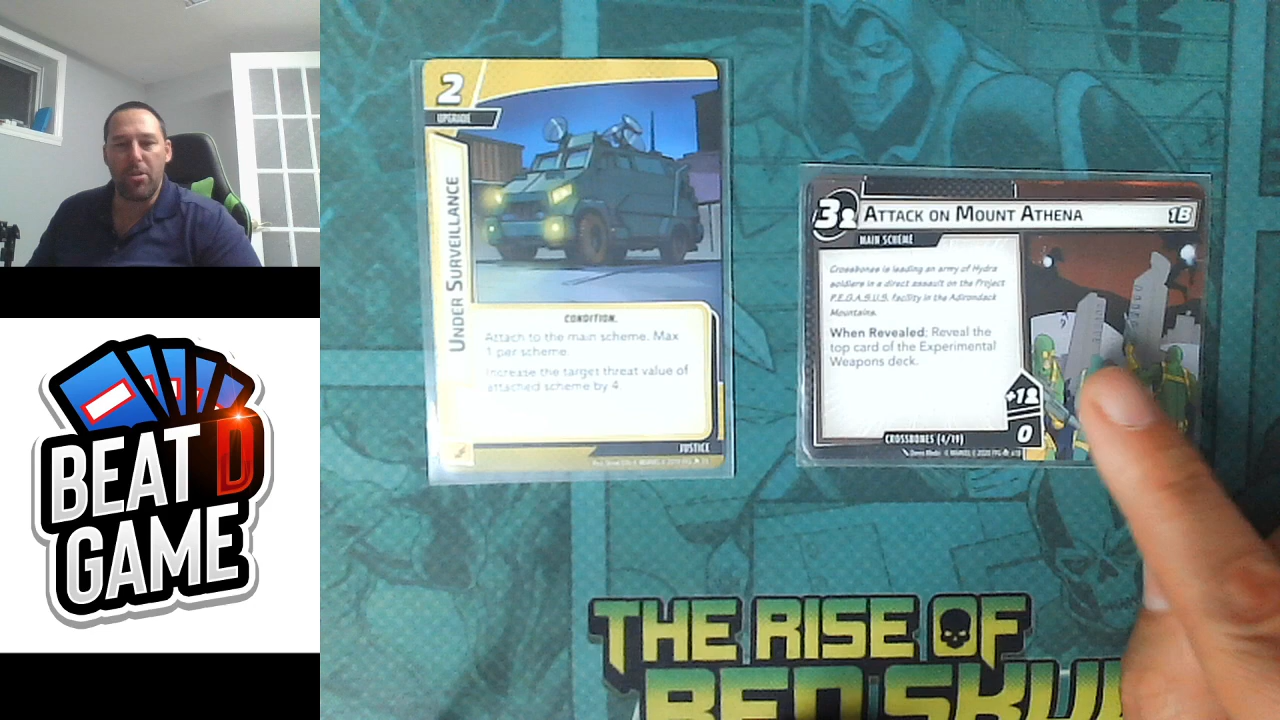 BEAT D
GAME
2
UPGRADE
UNDER SURVEILLANCE
CONDITION.
Attach to the main scheme. Max
1 per scheme.
Increase the target threat value of
attached scheme by 4
JUSTICE
3
ATTACK ON MOUNT ATHENA
1B
MAIN SCHEME
Crossbones is leading an army of Hydra
soldiers in a direct assault on the Project
P.E.G.A.S.U.S. facility in the Adirondack
Mountains.
When Revealed: Reveal the
top card of the Experimental
Weapons deck.
+1
0
CROSSBONES (4/19)
THE RISE OF
RED SKU